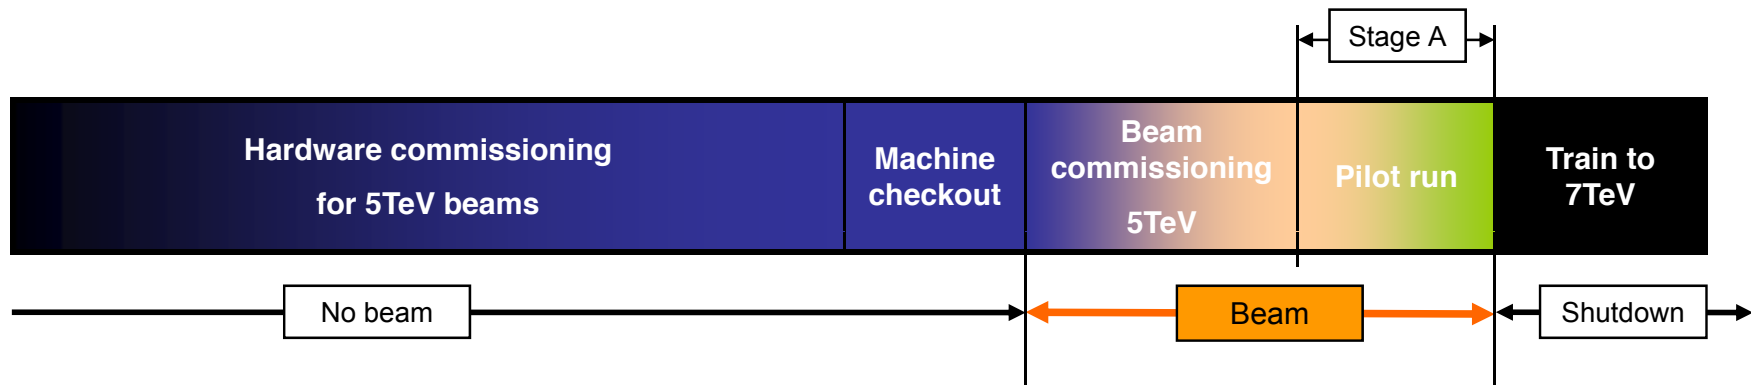 Stage A
Hardware commissioning
for 5TeV beams
Machine
checkout
Beam
commissioning
5TeV
Pilot run
Train to
7TeV
No beam
Beam
Shutdown